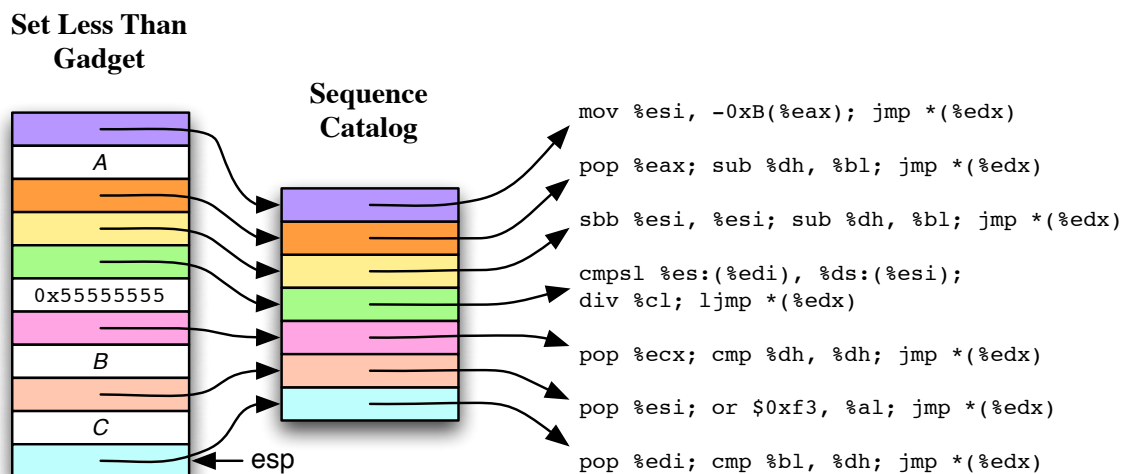 Set Less Than
Gadget
A
0x55555555
B
C
esp
Sequence
Catalog
mov %esi, -0xB(%eax); jmp *(%edx)
pop %eax; sub %dh, %bl; jmp *(%edx)
sbb %esi, %esi; sub %dh, %bl; jmp *(%edx)
cmpsl %es:(%edi), %ds:(%esi);
div %cl; ljmp *(%edx)
pop %ecx; cmp %dh, %dh; jmp *(%edx)
pop %esi; or $0xf3, %al; jmp *(%edx)
pop %edi; cmp %bl, %dh; jmp *(%edx)